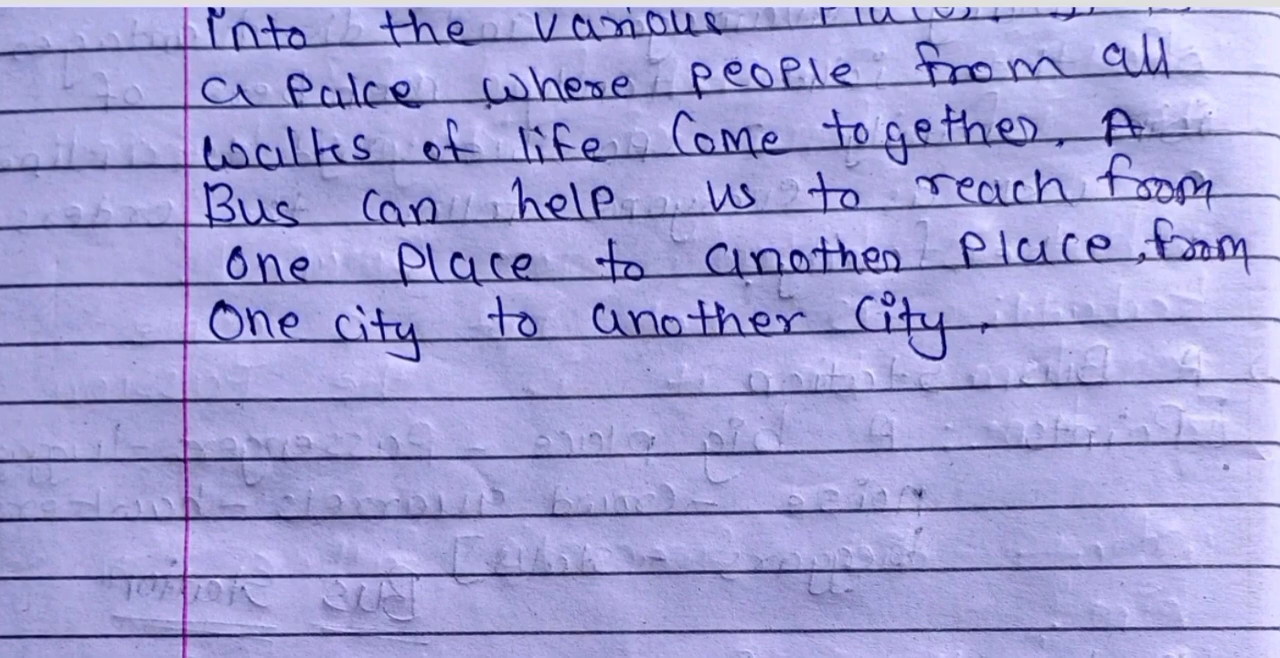 into the various
a Palce where people from all
walks of life Come together. A
Bus can help us to reach from
one Place to another Place, from
One city to another City.